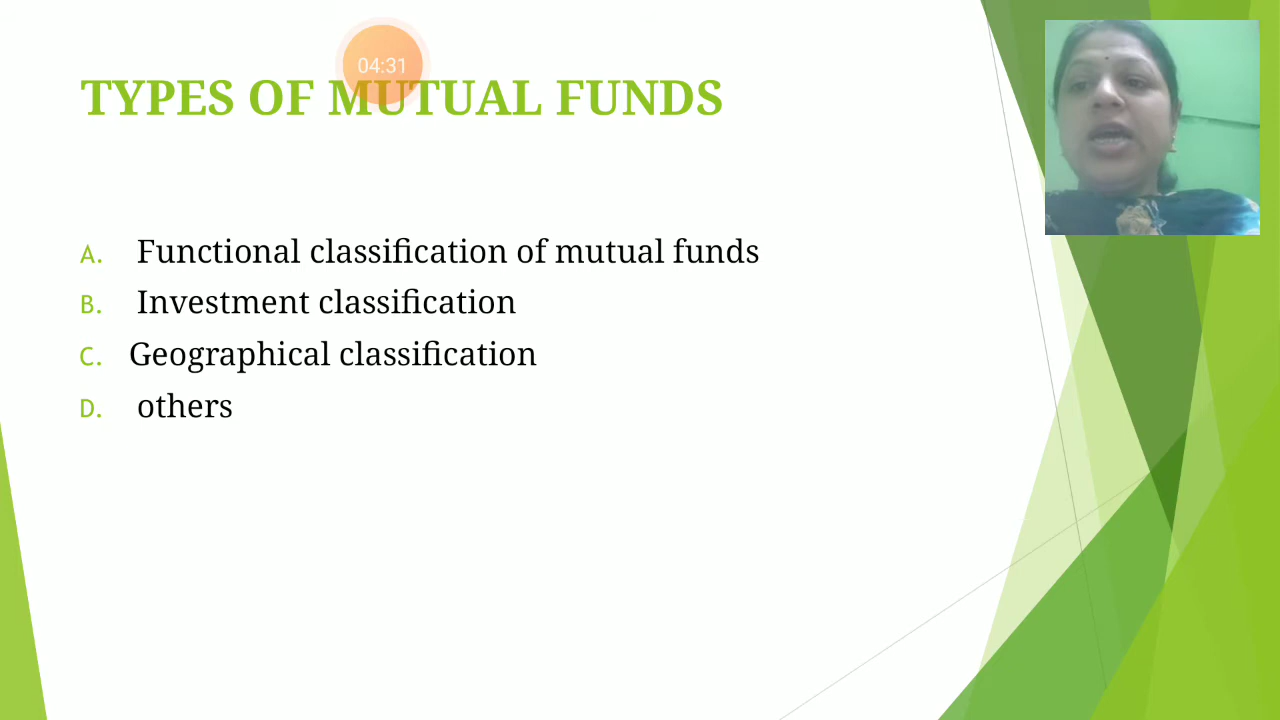 04:31
TYPES OF MUTUAL FUNDS
A. Functional classification of mutual funds
B. Investment classification
C. Geographical classification
D. others